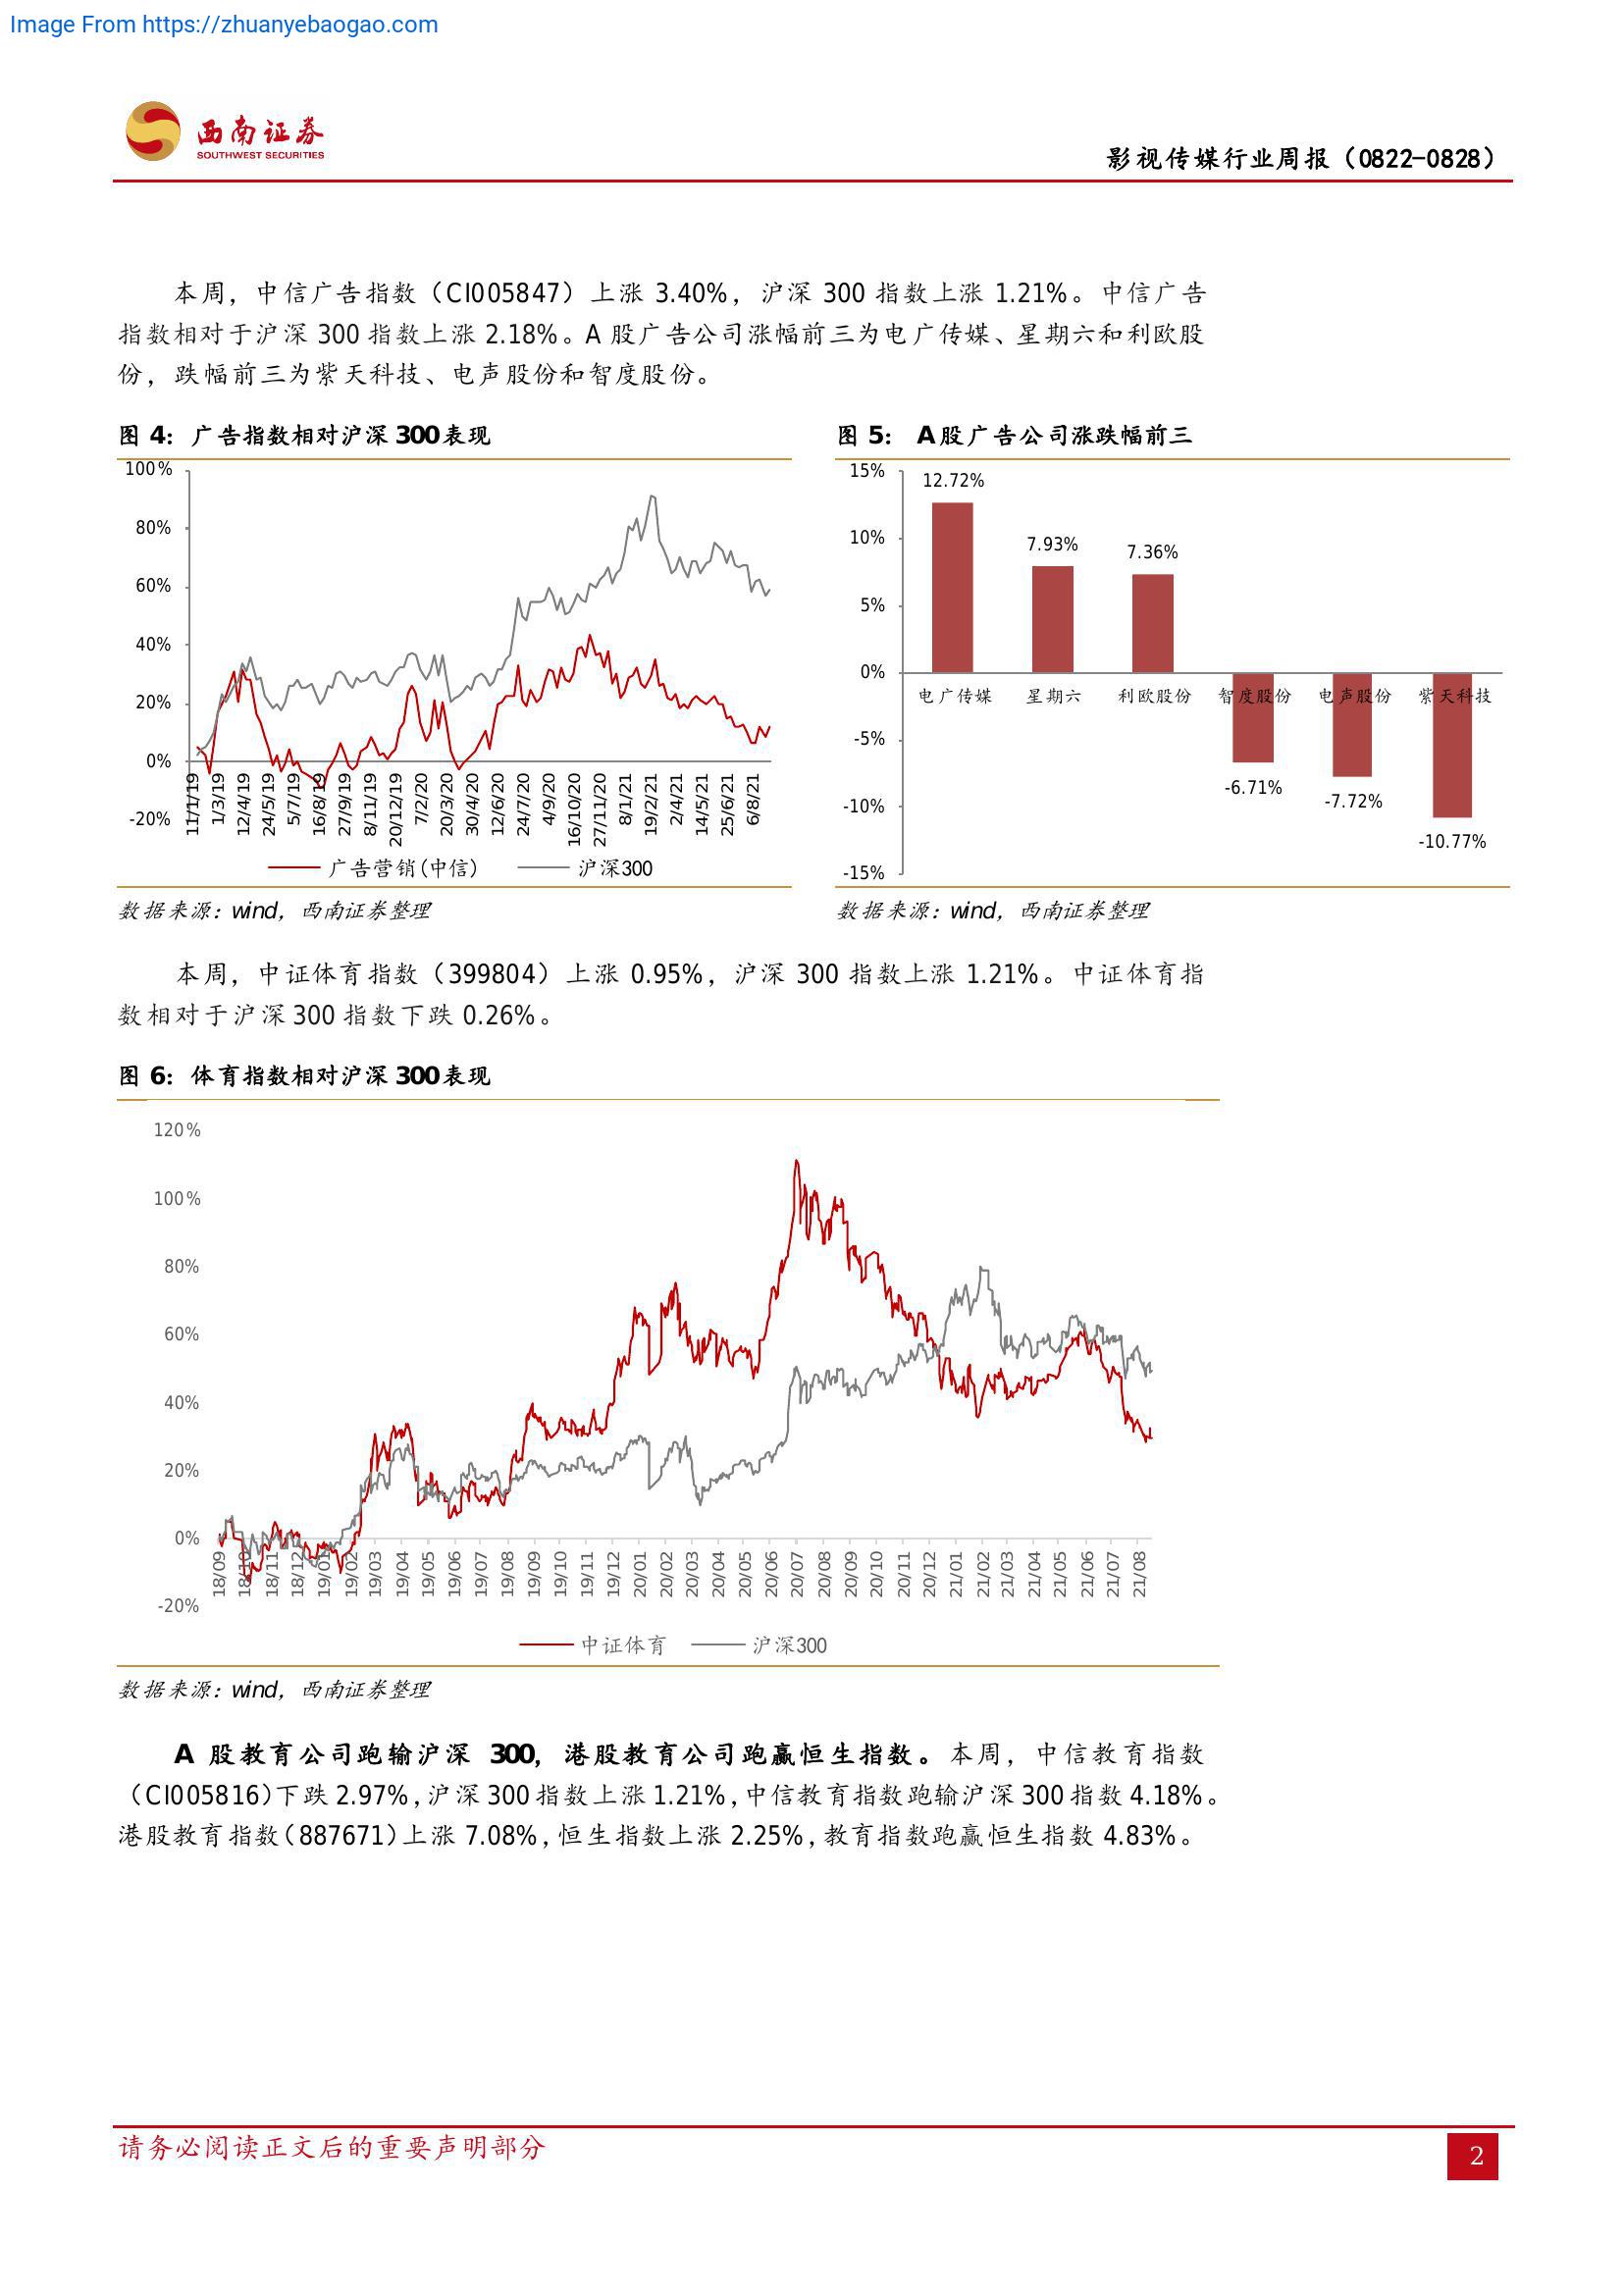 Image From https://zhuanyebaogao.com
西南证券
SOUTHWEST SECURITIES
影视传媒行业周报（0822-0828）
本周，中信广告指数（CI005847）上涨 3.40%，沪深 300 指数上涨 1.21%。中信广告
指数相对于沪深 300 指数上涨 2.18%。A 股广告公司涨幅前三为电广传媒、星期六和利欧股
份，跌幅前三为紫天科技、电声股份和智度股份。
图 4：广告指数相对沪深 300 表现
100%
80%
60%
40%
20%
0%
-20%
11/1/19 1/3/19 12/4/19 24/5/19 5/7/19 16/8/19 27/9/19 8/11/19 20/12/19 7/2/20 20/3/20 30/4/20 12/6/20 24/7/20 4/9/20 16/10/20 27/11/20 8/1/21 19/2/21 2/4/21 14/5/21 25/6/21 6/8/21
广告营销(中信) 沪深300
数据来源：wind，西南证券整理
图 5： A 股广告公司涨跌幅前三
15%
10%
5%
0%
-5%
-10%
-15%
12.72%
7.93%
7.36%
电广传媒 星期六 利欧股份 智度股份 电声股份 紫天科技
-6.71%
-7.72%
-10.77%
数据来源：wind，西南证券整理
本周，中证体育指数（399804）上涨 0.95%，沪深 300 指数上涨 1.21%。中证体育指
数相对于沪深 300 指数下跌 0.26%。
图 6：体育指数相对沪深 300 表现
120%
100%
80%
60%
40%
20%
0%
-20%
18/09 18/10 18/11 18/12 19/01 19/02 19/03 19/04 19/05 19/06 19/07 19/08 19/09 19/10 19/11 19/12 20/01 20/02 20/03 20/04 20/05 20/06 20/07 20/08 20/09 20/10 20/11 20/12 21/01 21/02 21/03 21/04 21/05 21/06 21/07 21/08
中证体育 沪深300
数据来源：wind，西南证券整理
A 股教育公司跑输沪深 300，港股教育公司跑赢恒生指数。本周，中信教育指数
（CI005816）下跌 2.97%，沪深 300 指数上涨 1.21%，中信教育指数跑输沪深 300 指数 4.18%。
港股教育指数（887671）上涨 7.08%，恒生指数上涨 2.25%，教育指数跑赢恒生指数 4.83%。
请务必阅读正文后的重要声明部分
2